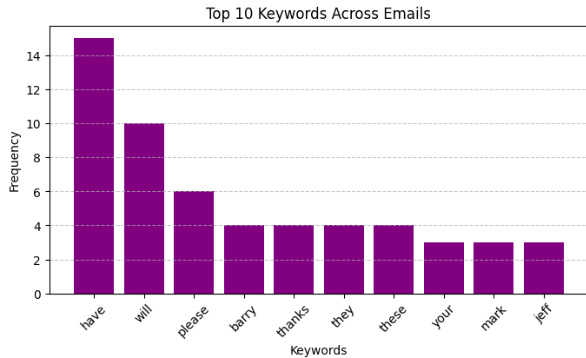 Top 10 Keywords Across Emails
Frequency
14
12
10
8
6
4
2
0
have will please barry thanks they these your mark jeff
Keywords